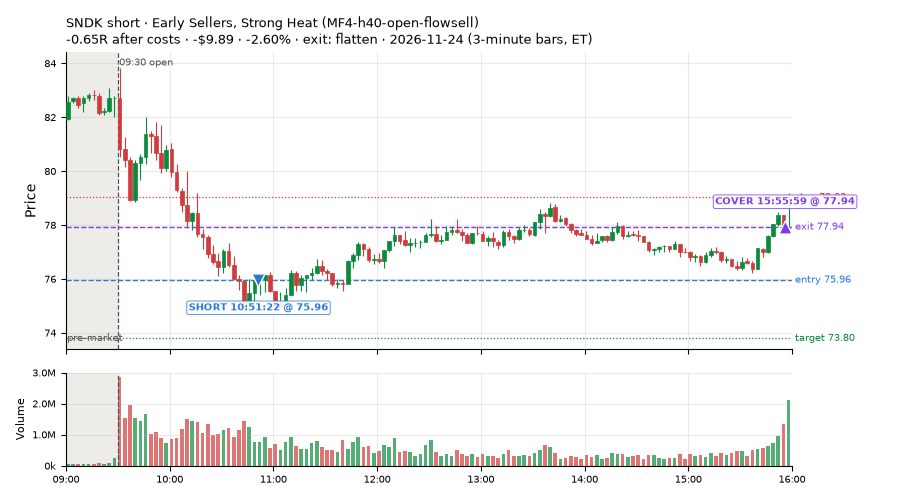 SNDK short · Early Sellers, Strong Heat (MF4-h40-open-flowsell)
-0.65R after costs · -$9.89 · -2.60% · exit: flatten · 2026-11-24 (3-minute bars, ET)
09:30 open
84
82
80
78
76
74
Price
COVER 15:55:59 @ 77.94
exit 77.94
entry 75.96
SHORT 10:51:22 @ 75.96
pre-market
target 73.80
3.0M
2.0M
1.0M
0k
Volume
09:00
10:00
11:00
12:00
13:00
14:00
15:00
16:00